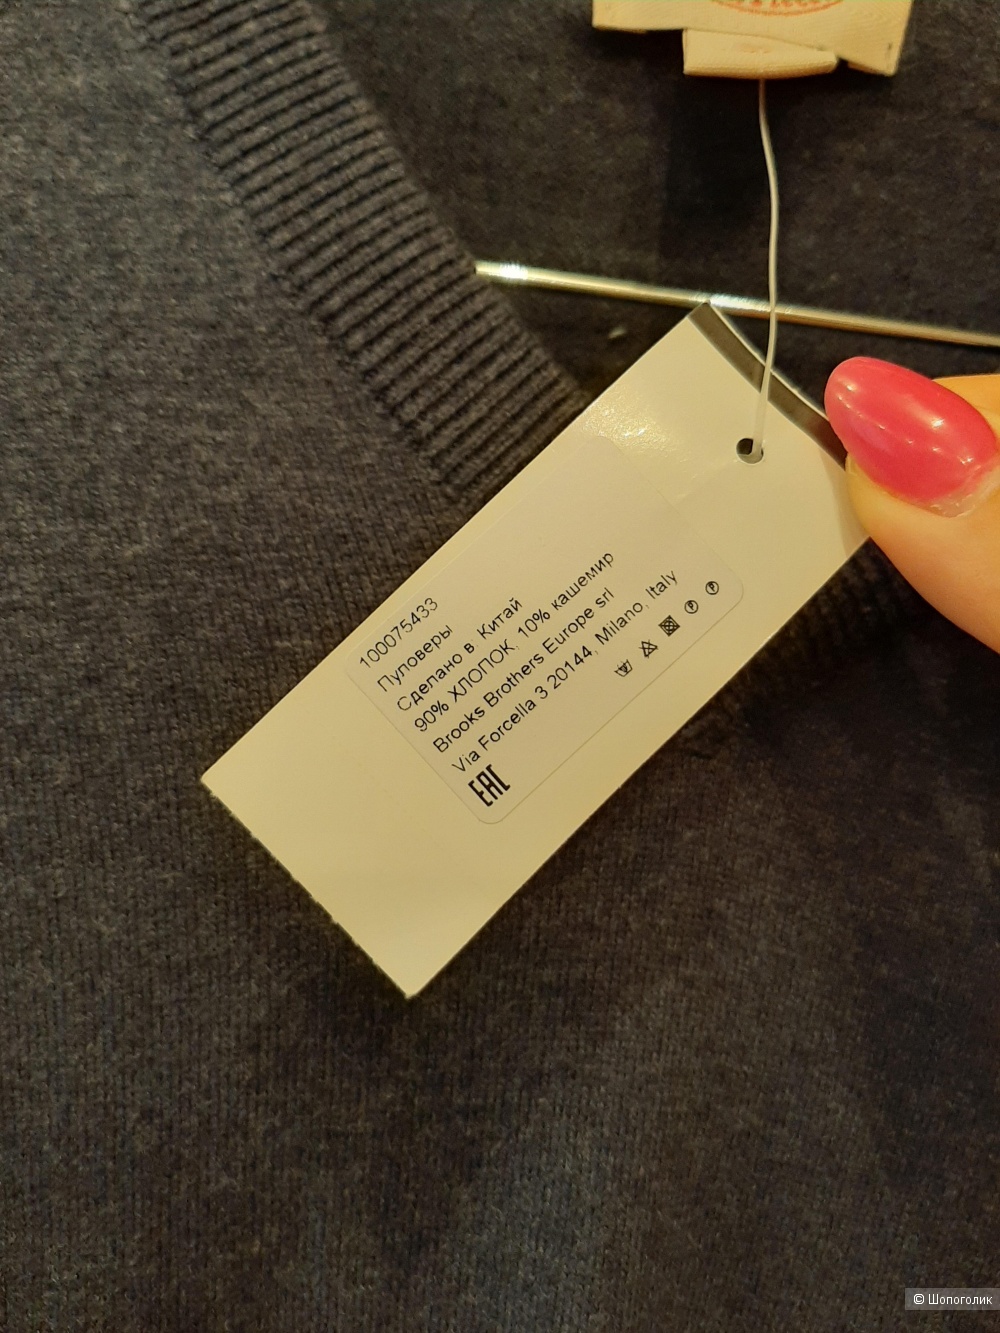 100075433
Пуловеры
Сделано в Китай
90% ХЛОПОК, 10% кашемир
Brooks Brothers Europe srl
Via Forcella 3 20144, Milano, Italy
EAC
© Шопоголик